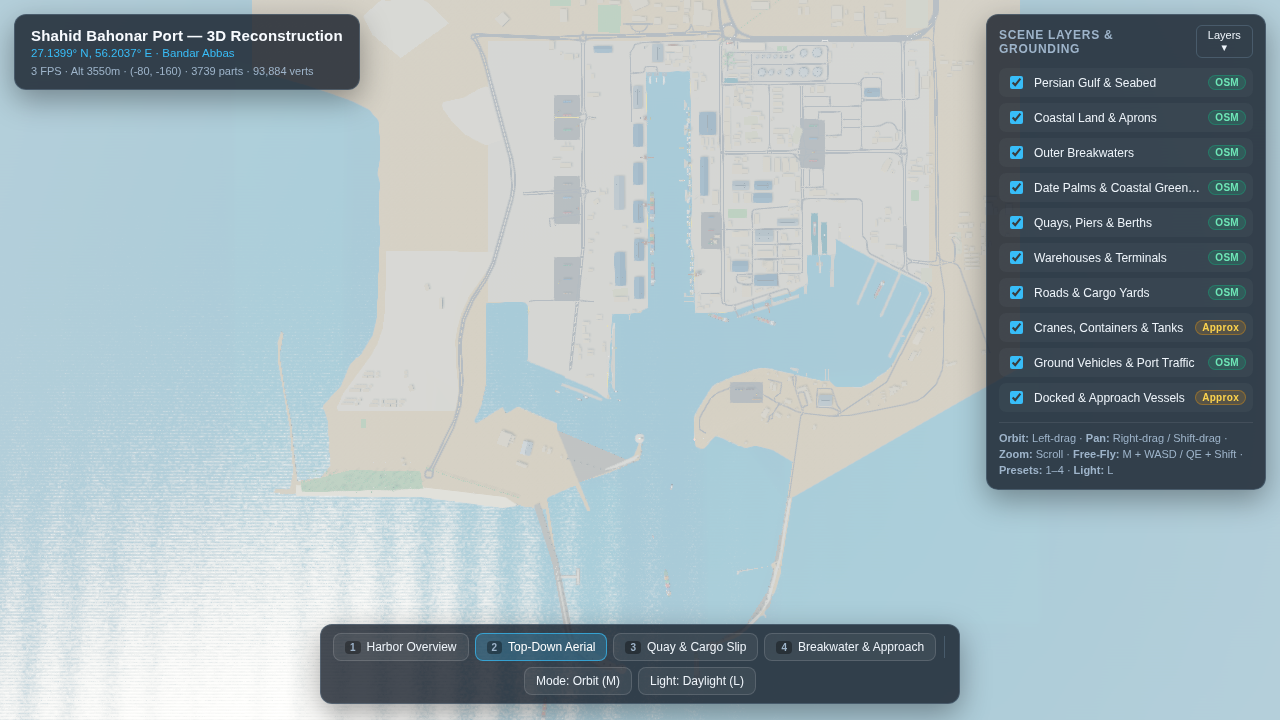 Shahid Bahonar Port — 3D Reconstruction
27.1399° N, 56.2037° E · Bandar Abbas
3 FPS · Alt 3550m · (-80, -160) · 3739 parts · 93,884 verts
SCENE LAYERS &
GROUNDING
Layers
▼
Persian Gulf & Seabed OSM
Coastal Land & Aprons OSM
Outer Breakwaters OSM
Date Palms & Coastal Green… OSM
Quays, Piers & Berths OSM
Warehouses & Terminals OSM
Roads & Cargo Yards OSM
Cranes, Containers & Tanks Approx
Ground Vehicles & Port Traffic OSM
Docked & Approach Vessels Approx
Orbit: Left-drag · Pan: Right-drag / Shift-drag ·
Zoom: Scroll · Free-Fly: M + WASD / QE + Shift ·
Presets: 1–4 · Light: L
1 Harbor Overview
2 Top-Down Aerial
3 Quay & Cargo Slip
4 Breakwater & Approach
Mode: Orbit (M)
Light: Daylight (L)